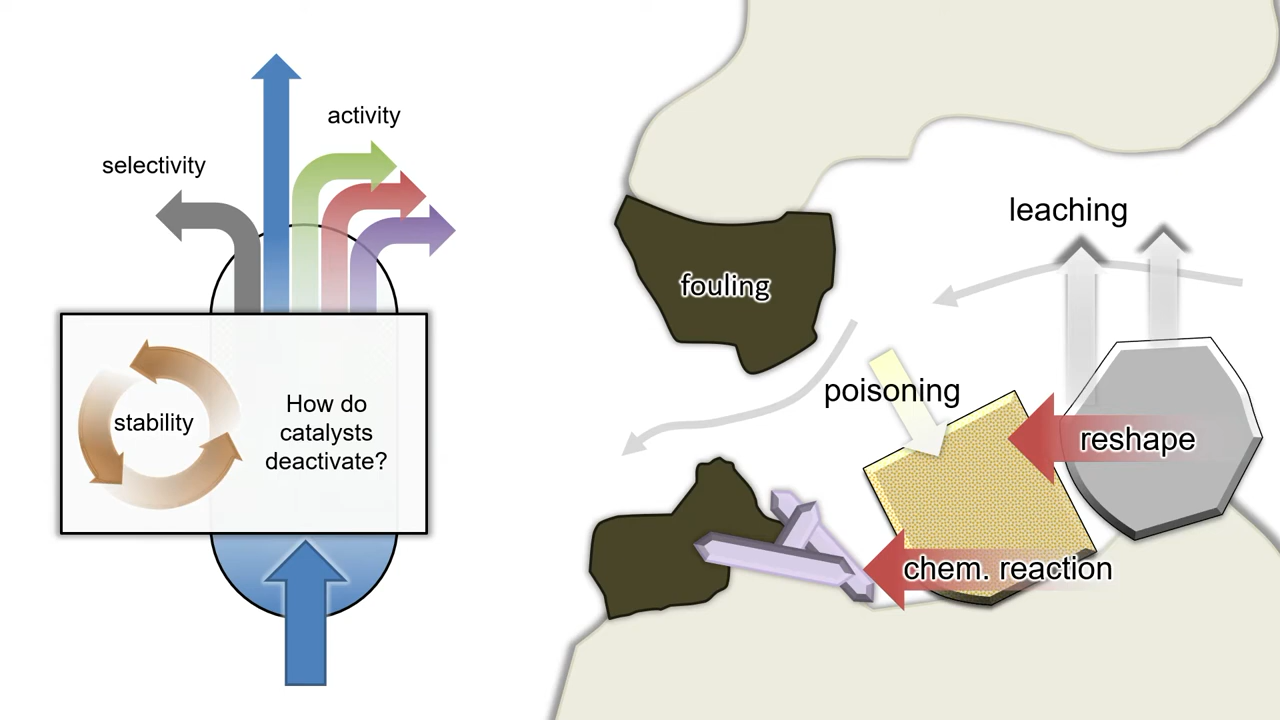 activity
selectivity
stability
How do
catalysts
deactivate?
leaching
fouling
poisoning
reshape
chem. reaction